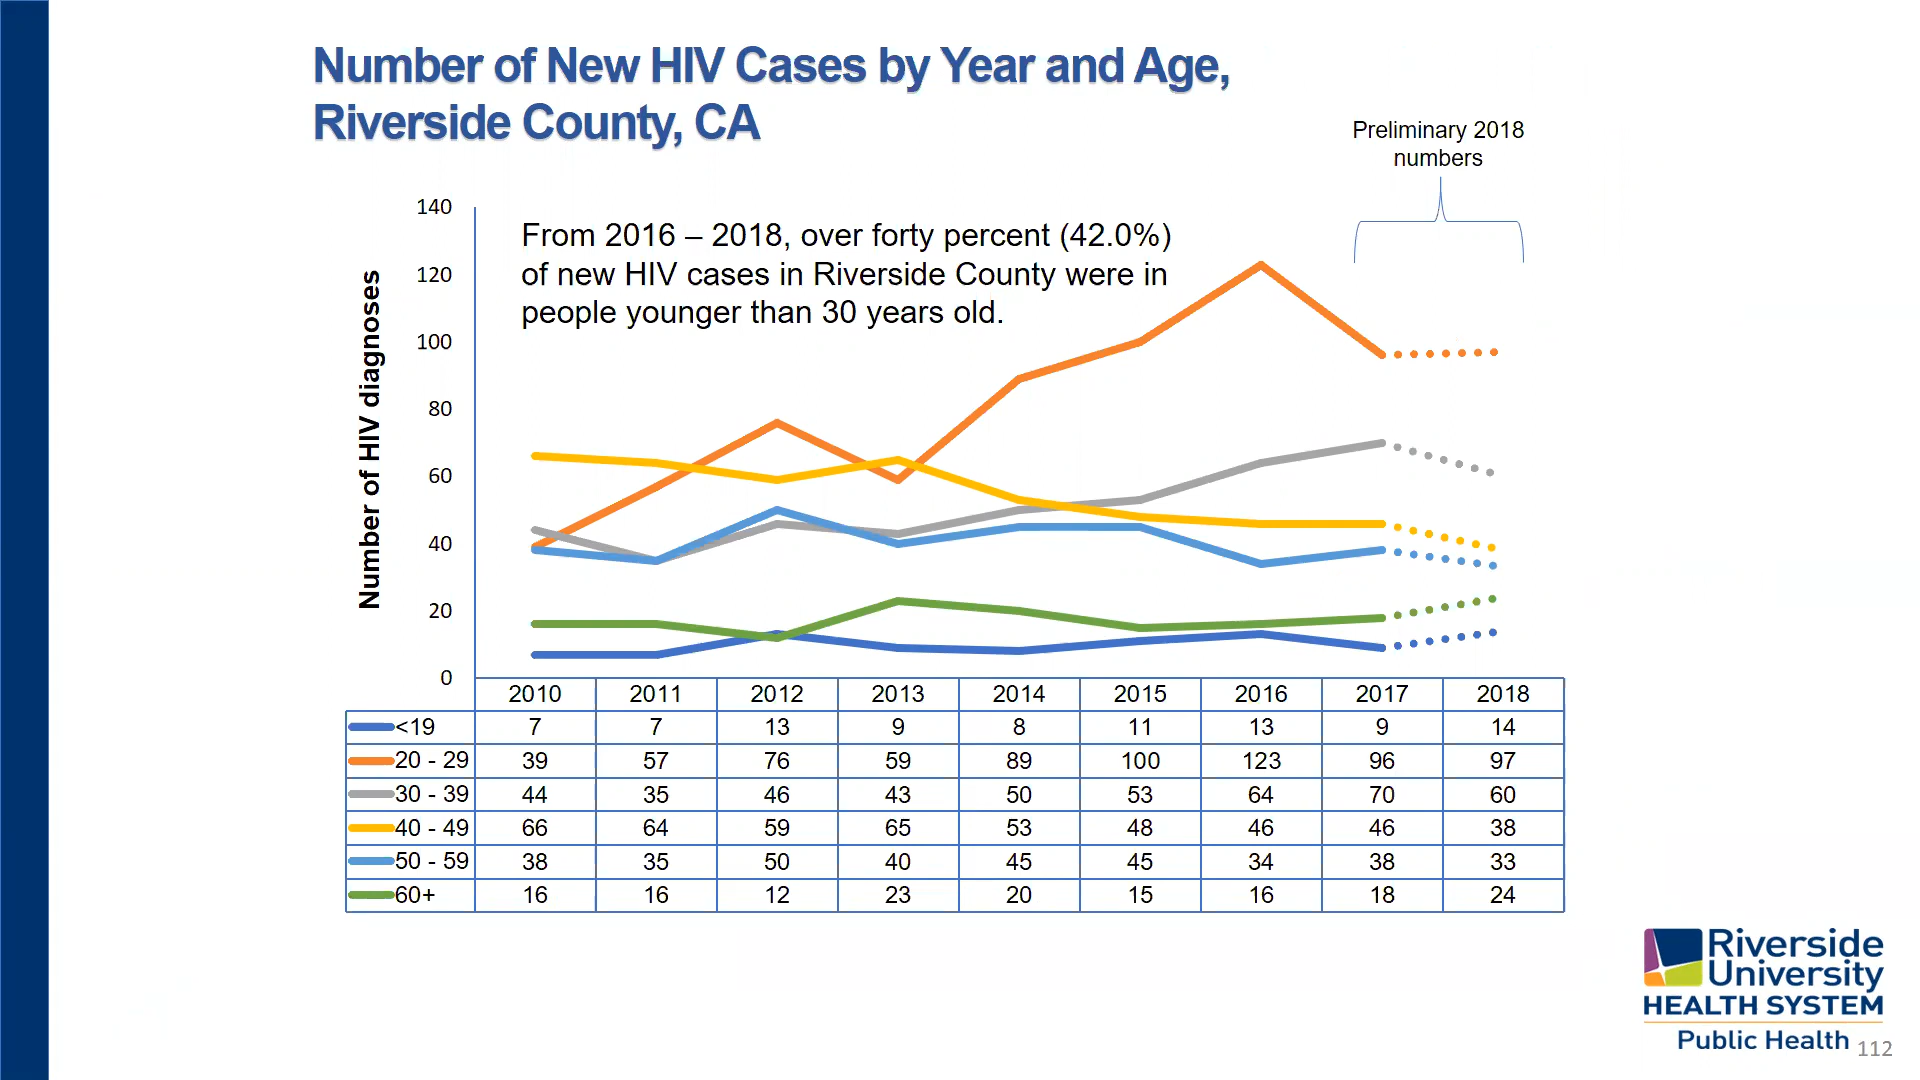 Number of New HIV Cases by Year and Age,
Riverside County, CA
Preliminary 2018
numbers
From 2016 – 2018, over forty percent (42.0%)
of new HIV cases in Riverside County were in
people younger than 30 years old.
Number of HIV diagnoses
140
120
100
80
60
40
20
0
2010 2011 2012 2013 2014 2015 2016 2017 2018
<19 7 7 13 9 8 11 13 9 14
20 - 29 39 57 76 59 89 100 123 96 97
30 - 39 44 35 46 43 50 53 64 70 60
40 - 49 66 64 59 65 53 48 46 46 38
50 - 59 38 35 50 40 45 45 34 38 33
60+ 16 16 12 23 20 15 16 18 24
Riverside
University
HEALTH SYSTEM
Public Health
112